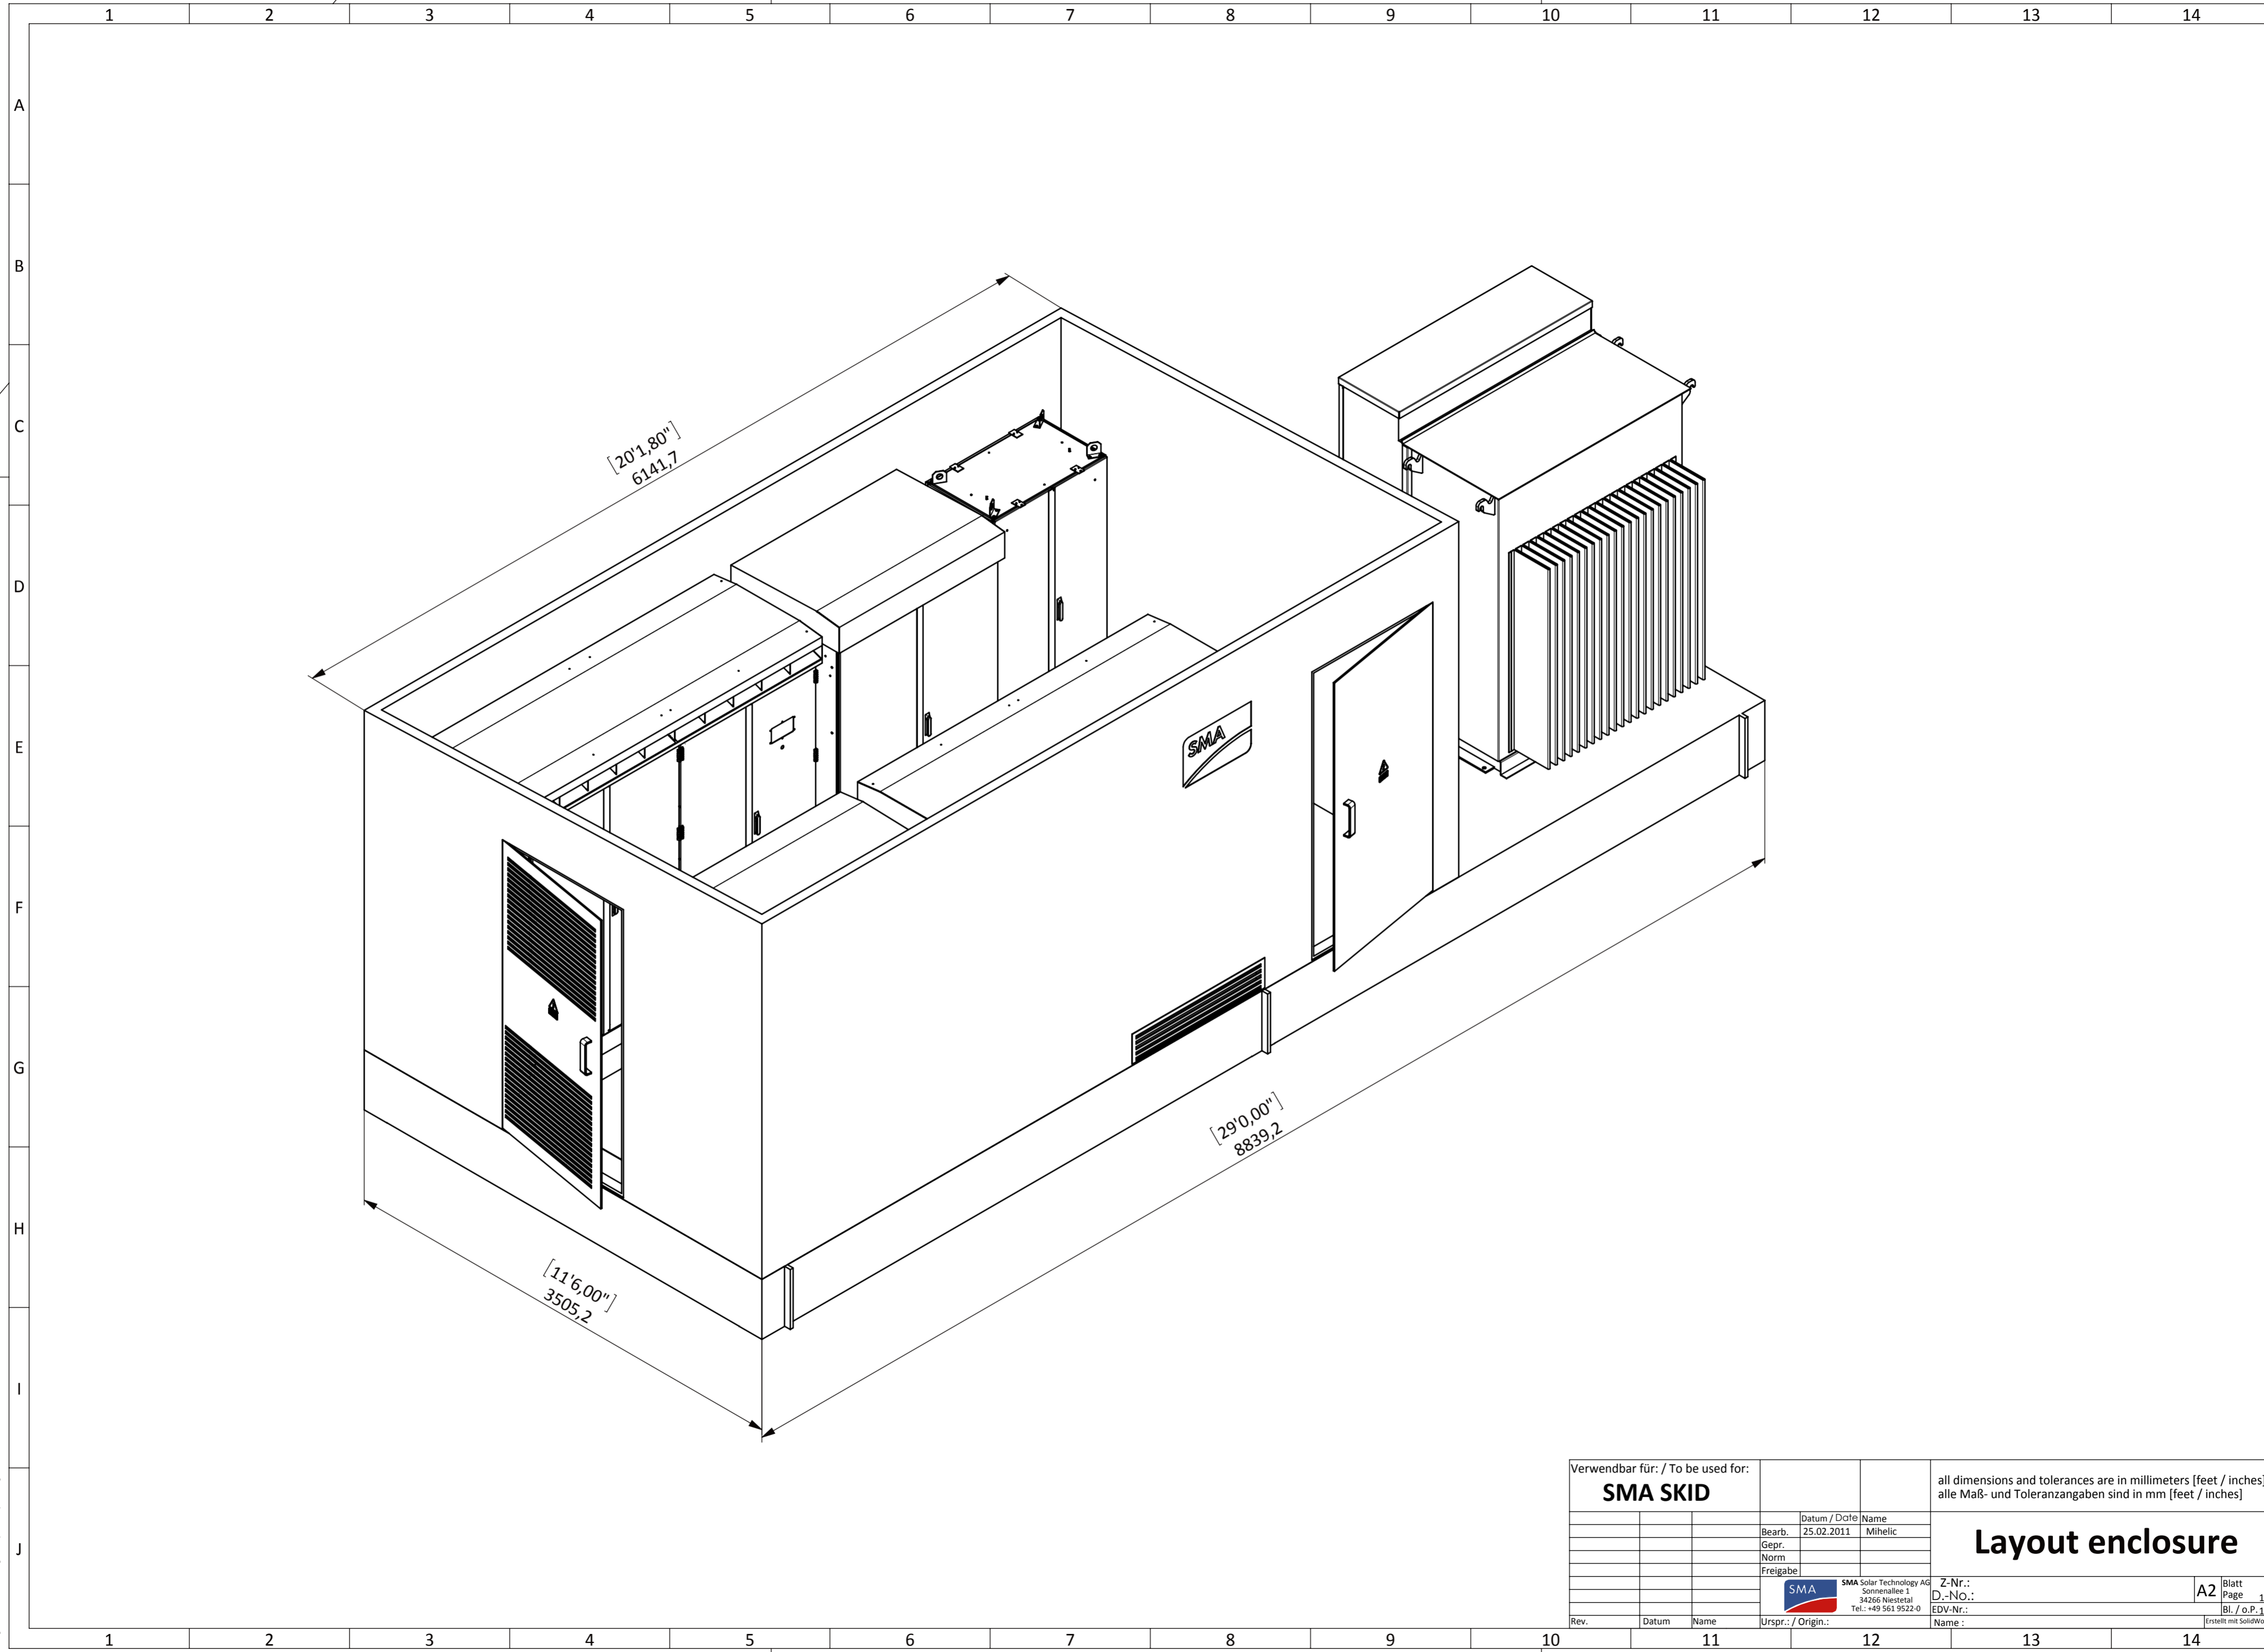 1 2 3 4 5 6 7 8 9 10 11 12 13 14
A
B
C
D
E
F
G
H
I
J
[20'1,80"]
6141,7
SMA
[29'0,00"]
8839,2
[11'6,00"]
3505,2
Verwendbar für: / To be used for:
SMA SKID
all dimensions and tolerances are in millimeters [feet / inches]
alle Maß- und Toleranzangaben sind in mm [feet / inches]
Datum / Date Name
Bearb. 25.02.2011 Mihelic
Gepr.
Norm
Freigabe
Layout enclosure
SMA
SMA Solar Technology AG
Sonnenallee 1
34266 Niestetal
Tel.: +49 561 9522-0
Z-Nr.:
D.-No.:
A2
Blatt
Page 1
EDV-Nr.:
Bl. / o.P. 1
Rev. Datum Name Urspr.: / Origin.:
Name :
Erstellt mit SolidWo
1 2 3 4 5 6 7 8 9 10 11 12 13 14